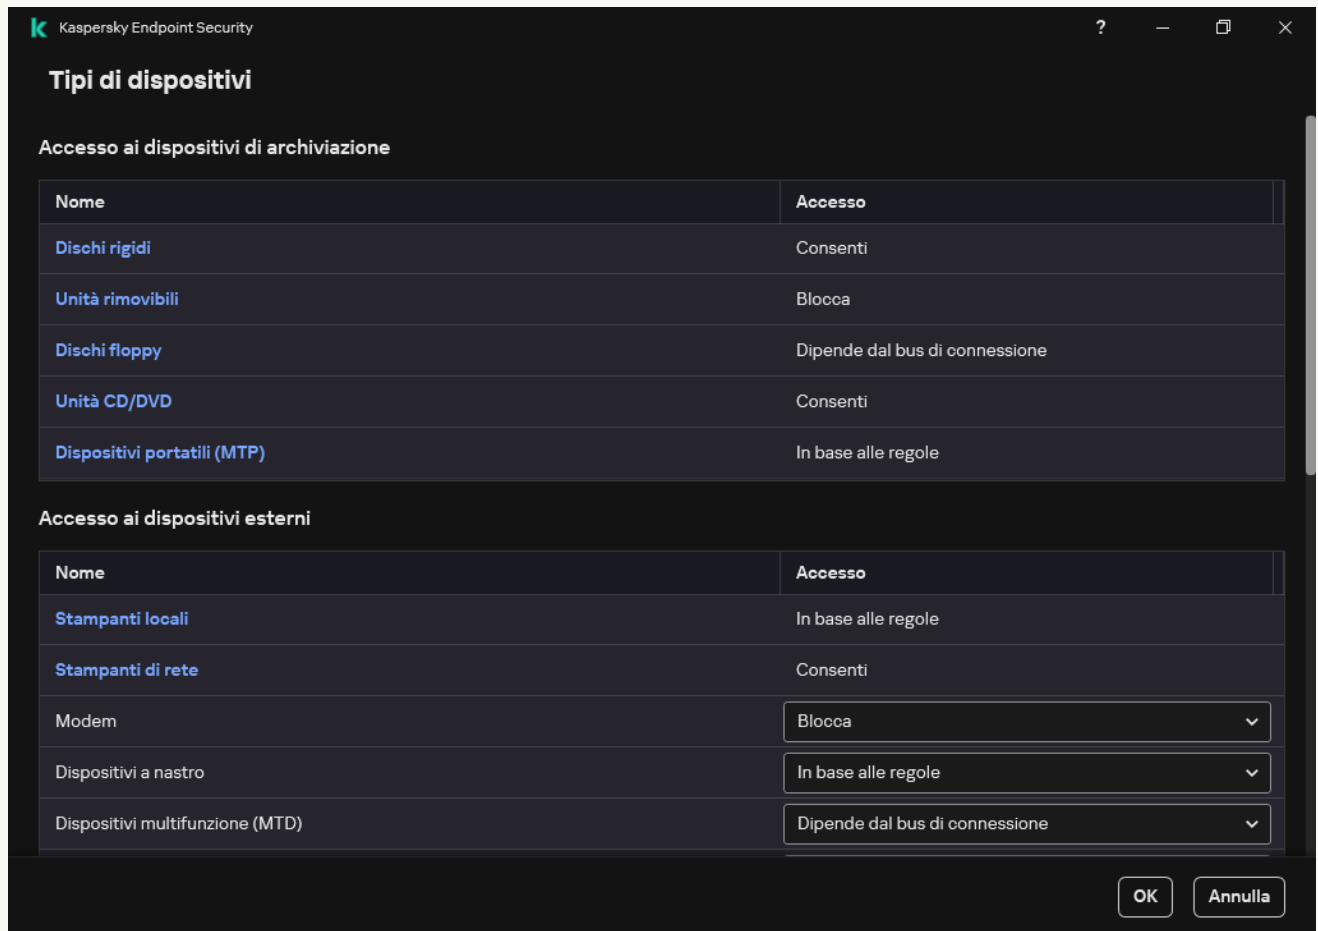 Kaspersky Endpoint Security ?
Tipi di dispositivi
Accesso ai dispositivi di archiviazione
Nome Accesso
Dischi rigidi Consenti
Unità rimovibili Blocca
Dischi floppy Dipende dal bus di connessione
Unità CD/DVD Consenti
Dispositivi portatili (MTP) In base alle regole
Accesso ai dispositivi esterni
Nome Accesso
Stampanti locali In base alle regole
Stampanti di rete Consenti
Modem Blocca
Dispositivi a nastro In base alle regole
Dispositivi multifunzione (MTD) Dipende dal bus di connessione
OK Annulla